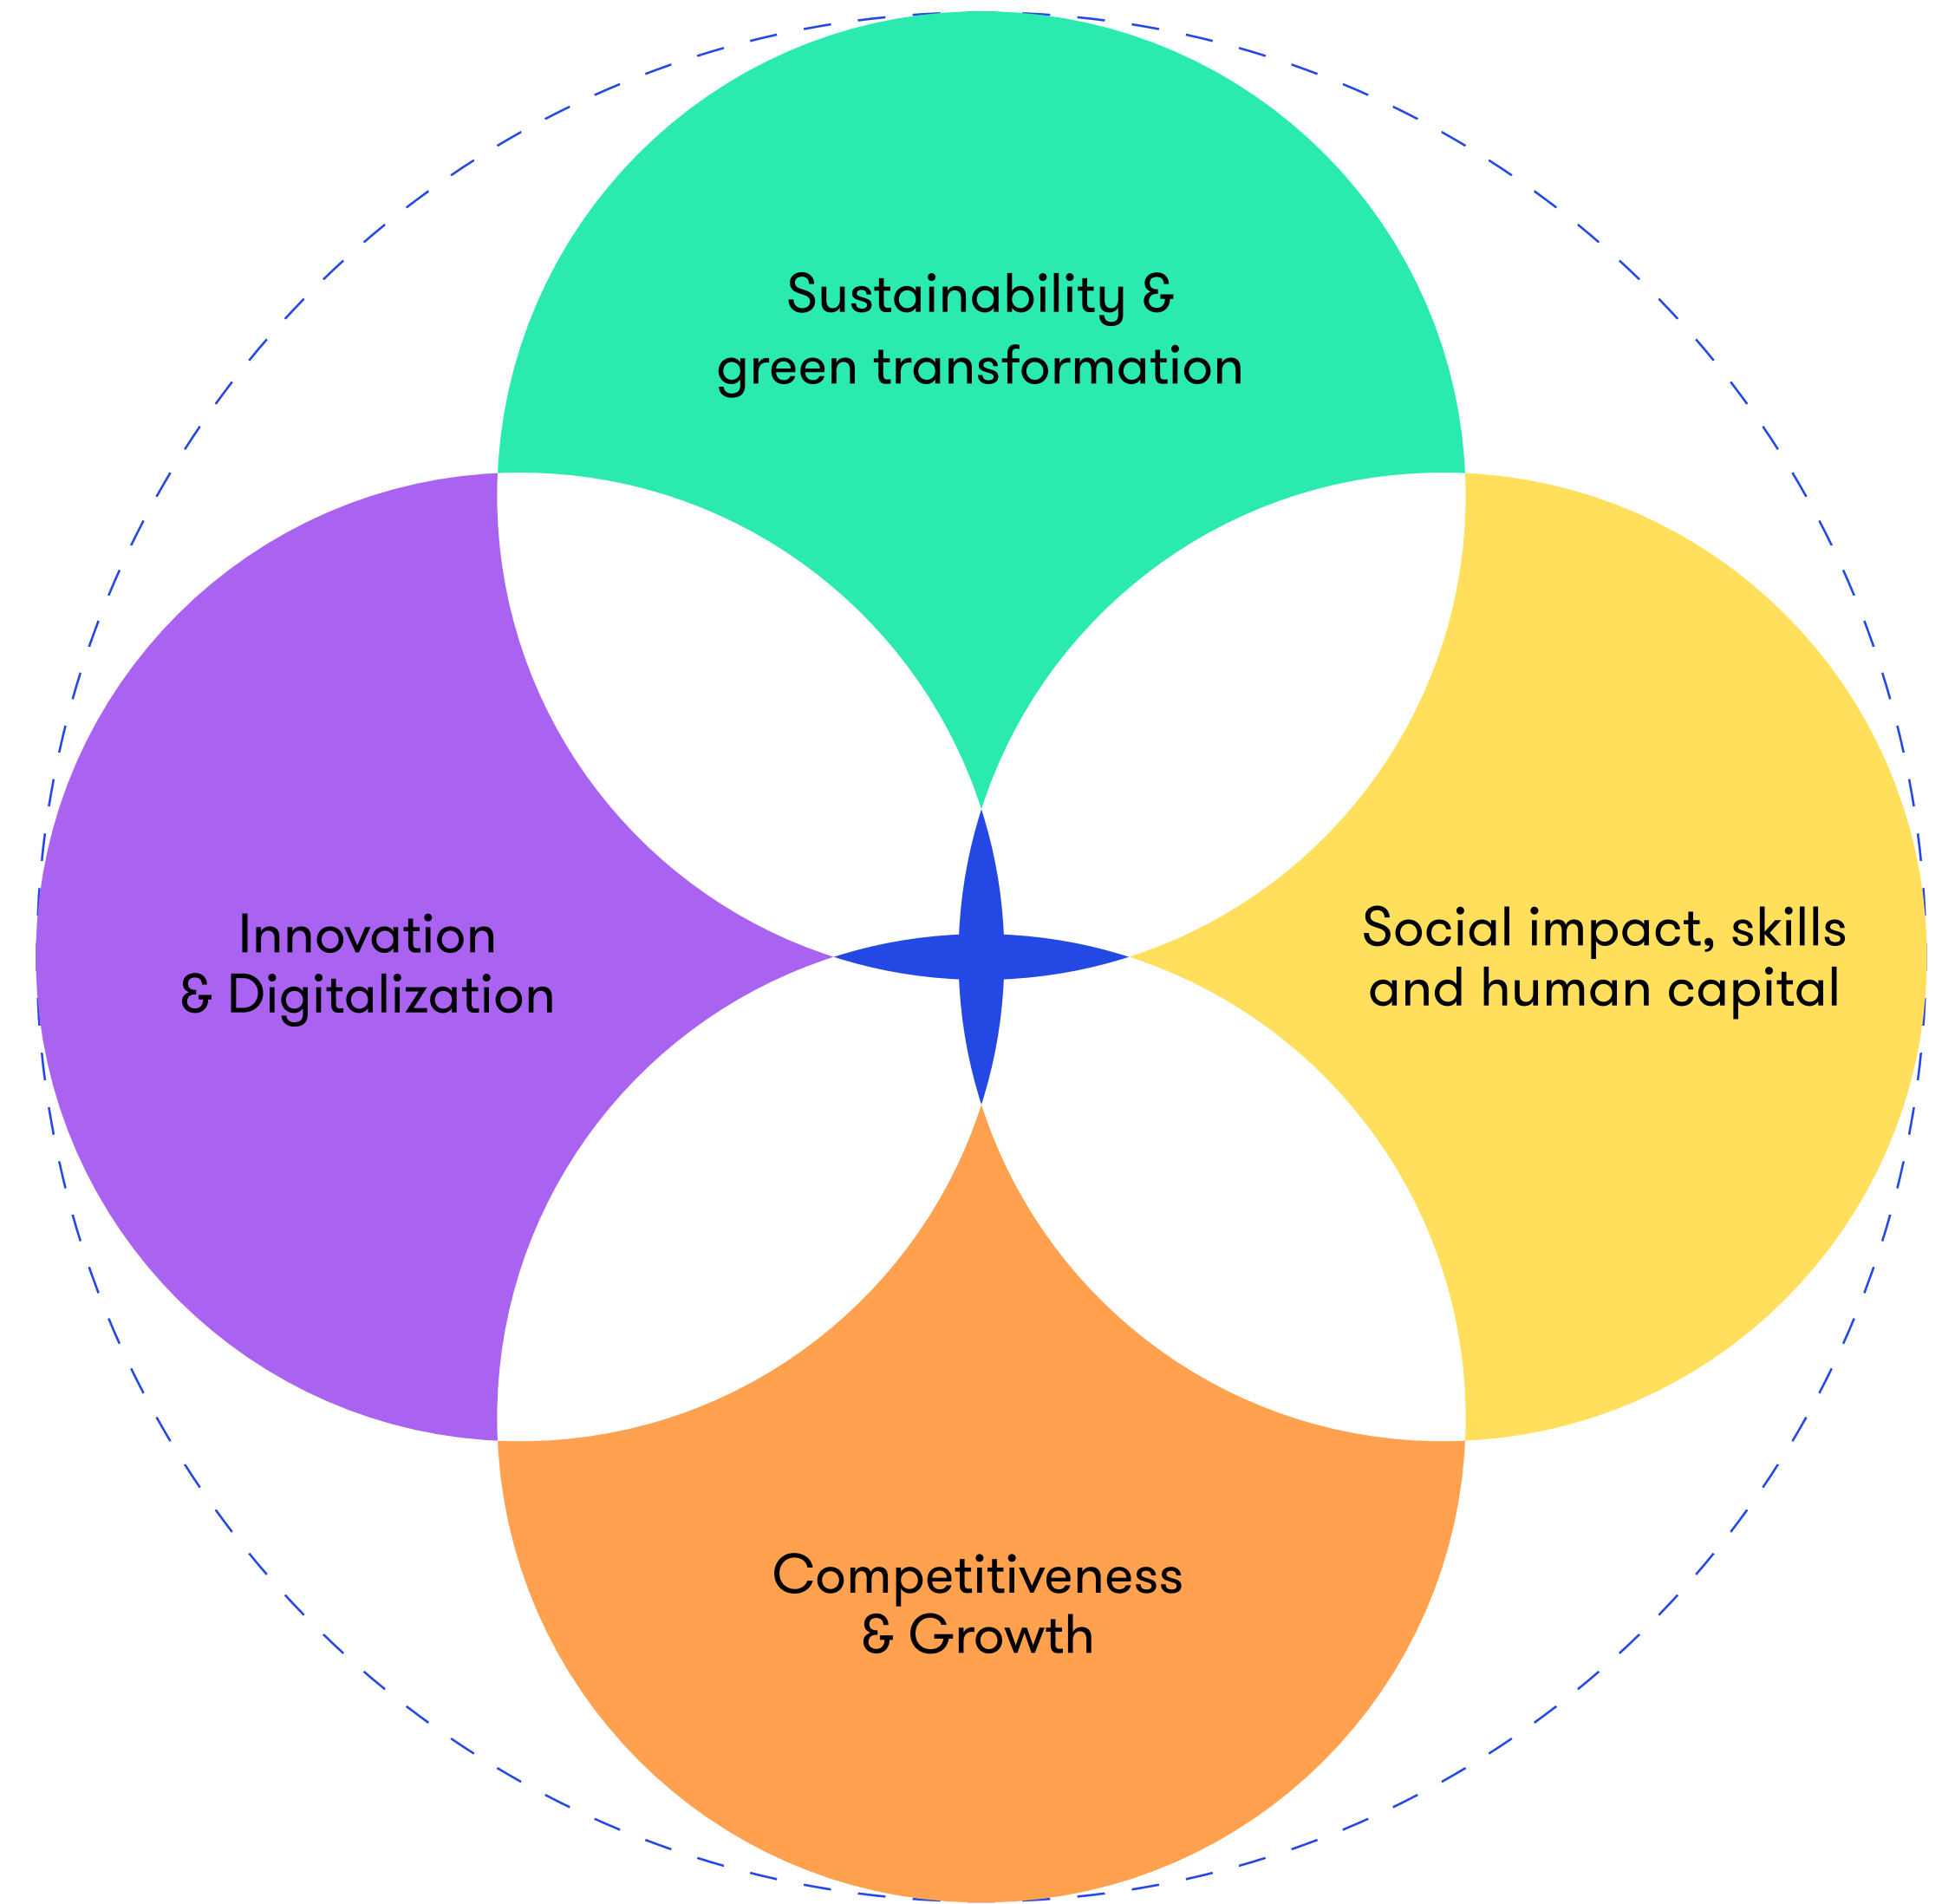 Sustainability &
green transformation
Innovation
& Digitalization
Social impact, skills
and human capital
Competitiveness
& Growth